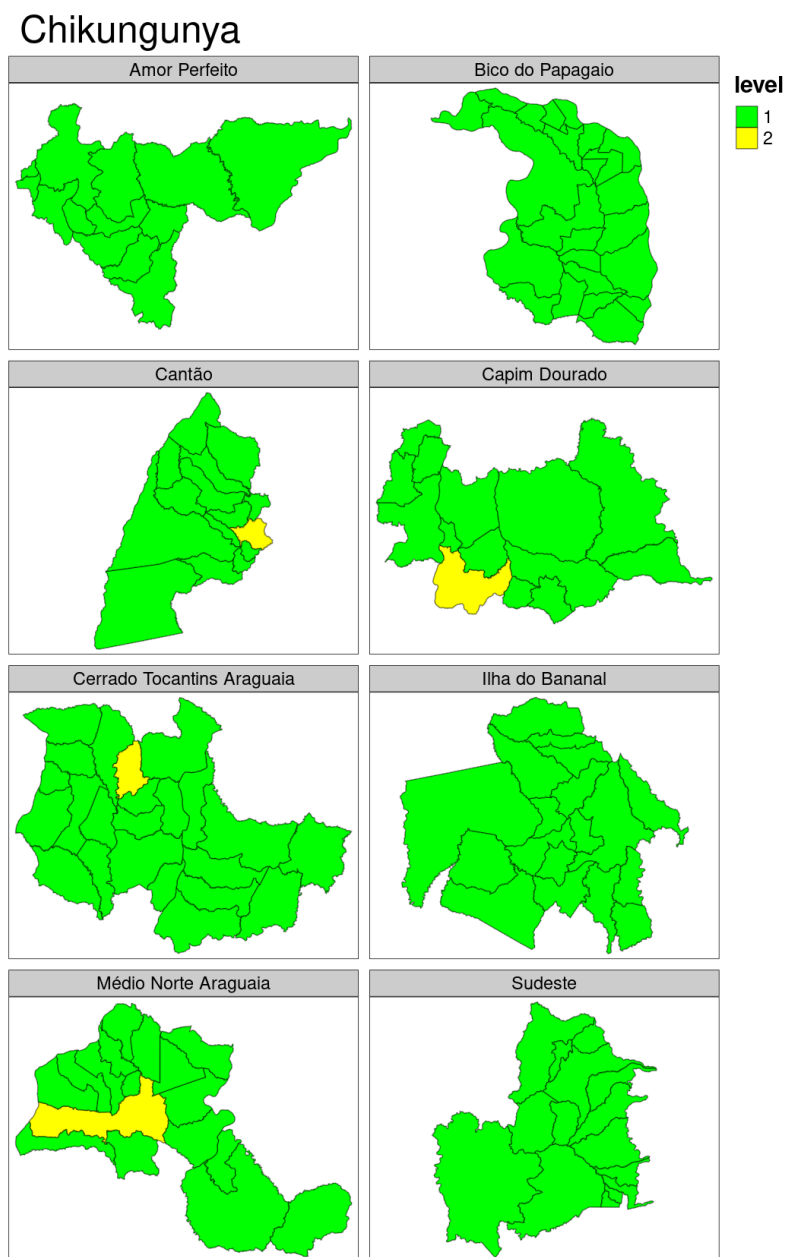 Chikungunya
Amor Perfeito
Bico do Papagaio
level
1
2
Cantão
Capim Dourado
Cerrado Tocantins Araguaia
Ilha do Bananal
Médio Norte Araguaia
Sudeste